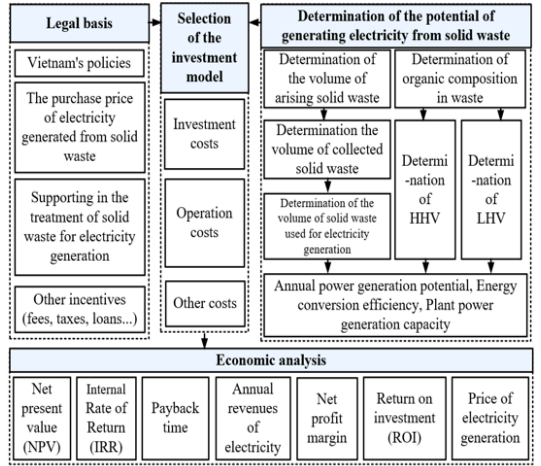 Legal basis
Vietnam's policies
The purchase price
of electricity
generated from solid
waste
Supporting in the
treatment of solid
waste for electricity
generation
Other incentives
(fees, taxes, loans...)
Selection
of the
investment
model
Investment
costs
Operation
costs
Other costs
Determination of the potential of
generating electricity from solid waste
Determination of
the volume of
arising solid waste
Determination the
volume of collected
solid waste
Determination of the
volume of solid waste
used for electricity
generation
Determination of
organic composition
in waste
Determi
-nation
of
HHV
Determi
-nation
of
LHV
Annual power generation potential, Energy
conversion efficiency, Plant power
generation capacity
Economic analysis
Net
present
value
(NPV)
Internal
Rate of
Return
(IRR)
Payback
time
Annual
revenues
of
electricity
Net
profit
margin
Return on
investment
(ROI)
Price of
electricity
generation